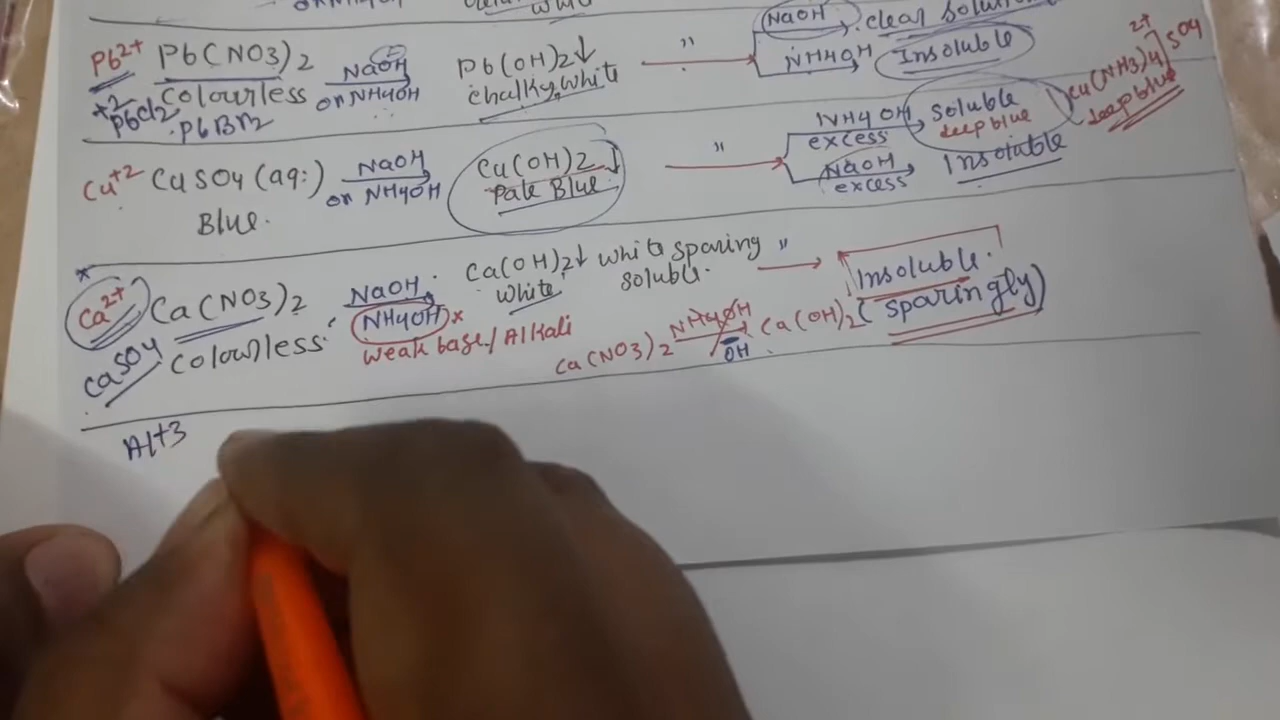 or NH4OH
white
Pb2+ Pb(NO3)2 NaOH Pb(OH)2↓ " NaOH clear solution
colourless or NH4OH chalky white NH4OH Insoluble
+2 PbCl2 PbBr2
Cu+2 CuSO4 (aq:) NaOH Cu(OH)2↓ " NH4OH excess soluble deep blue
Blue. or NH4OH Pale Blue NaOH excess Insoluble
Cu(NH3)4]2+ SO4
deep blue
* Ca2+ Ca(NO3)2 NaOH Ca(OH)2↓ white sparing soluble. " Insoluble.
CaSO4 colourless NH4OH × white (sparingly)
weak base/Alkali
Ca(NO3)2 NH4OH OH Ca(OH)2
Al+3